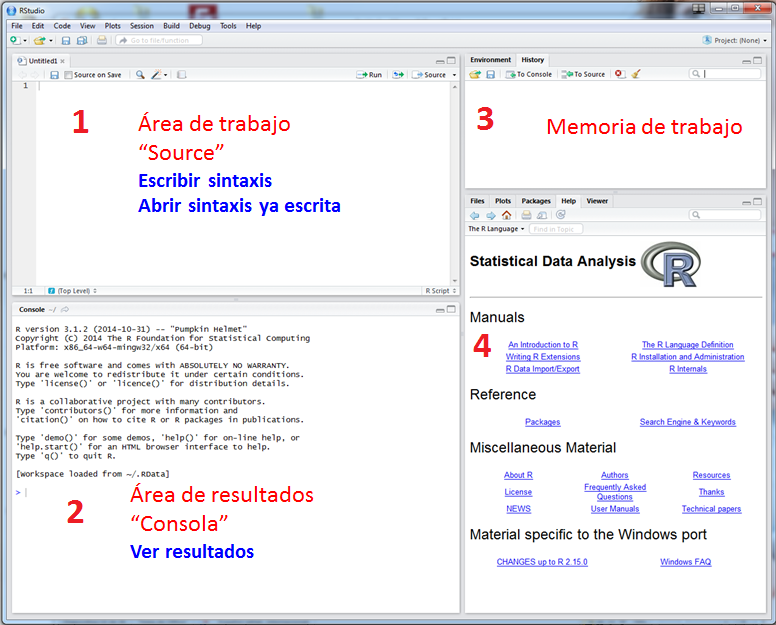 RStudio
File Edit Code View Plots Session Build Debug Tools Help
Go to file/function
Project: (None)
Untitled1
Source on Save
Run
Source
1
1
Área de trabajo
“Source”
Escribir sintaxis
Abrir sintaxis ya escrita
1:1
(Top Level)
R Script
Console ~/
R version 3.1.2 (2014-10-31) -- "Pumpkin Helmet"
Copyright (C) 2014 The R Foundation for Statistical Computing
Platform: x86_64-w64-mingw32/x64 (64-bit)
R is free software and comes with ABSOLUTELY NO WARRANTY.
You are welcome to redistribute it under certain conditions.
Type 'license()' or 'licence()' for distribution details.
R is a collaborative project with many contributors.
Type 'contributors()' for more information and
'citation()' on how to cite R or R packages in publications.
Type 'demo()' for some demos, 'help()' for on-line help, or
'help.start()' for an HTML browser interface to help.
Type 'q()' to quit R.
[Workspace loaded from ~/.RData]
>
2
Área de resultados
“Consola”
Ver resultados
Environment History
To Console To Source
3
Memoria de trabajo
Files Plots Packages Help Viewer
The R Language Find in Topic
Statistical Data Analysis R
Manuals
4
An Introduction to R The R Language Definition
Writing R Extensions R Installation and Administration
R Data Import/Export R Internals
Reference
Packages Search Engine & Keywords
Miscellaneous Material
About R Authors Resources
License Frequently Asked Questions Thanks
NEWS User Manuals Technical papers
Material specific to the Windows port
CHANGES up to R 2.15.0 Windows FAQ